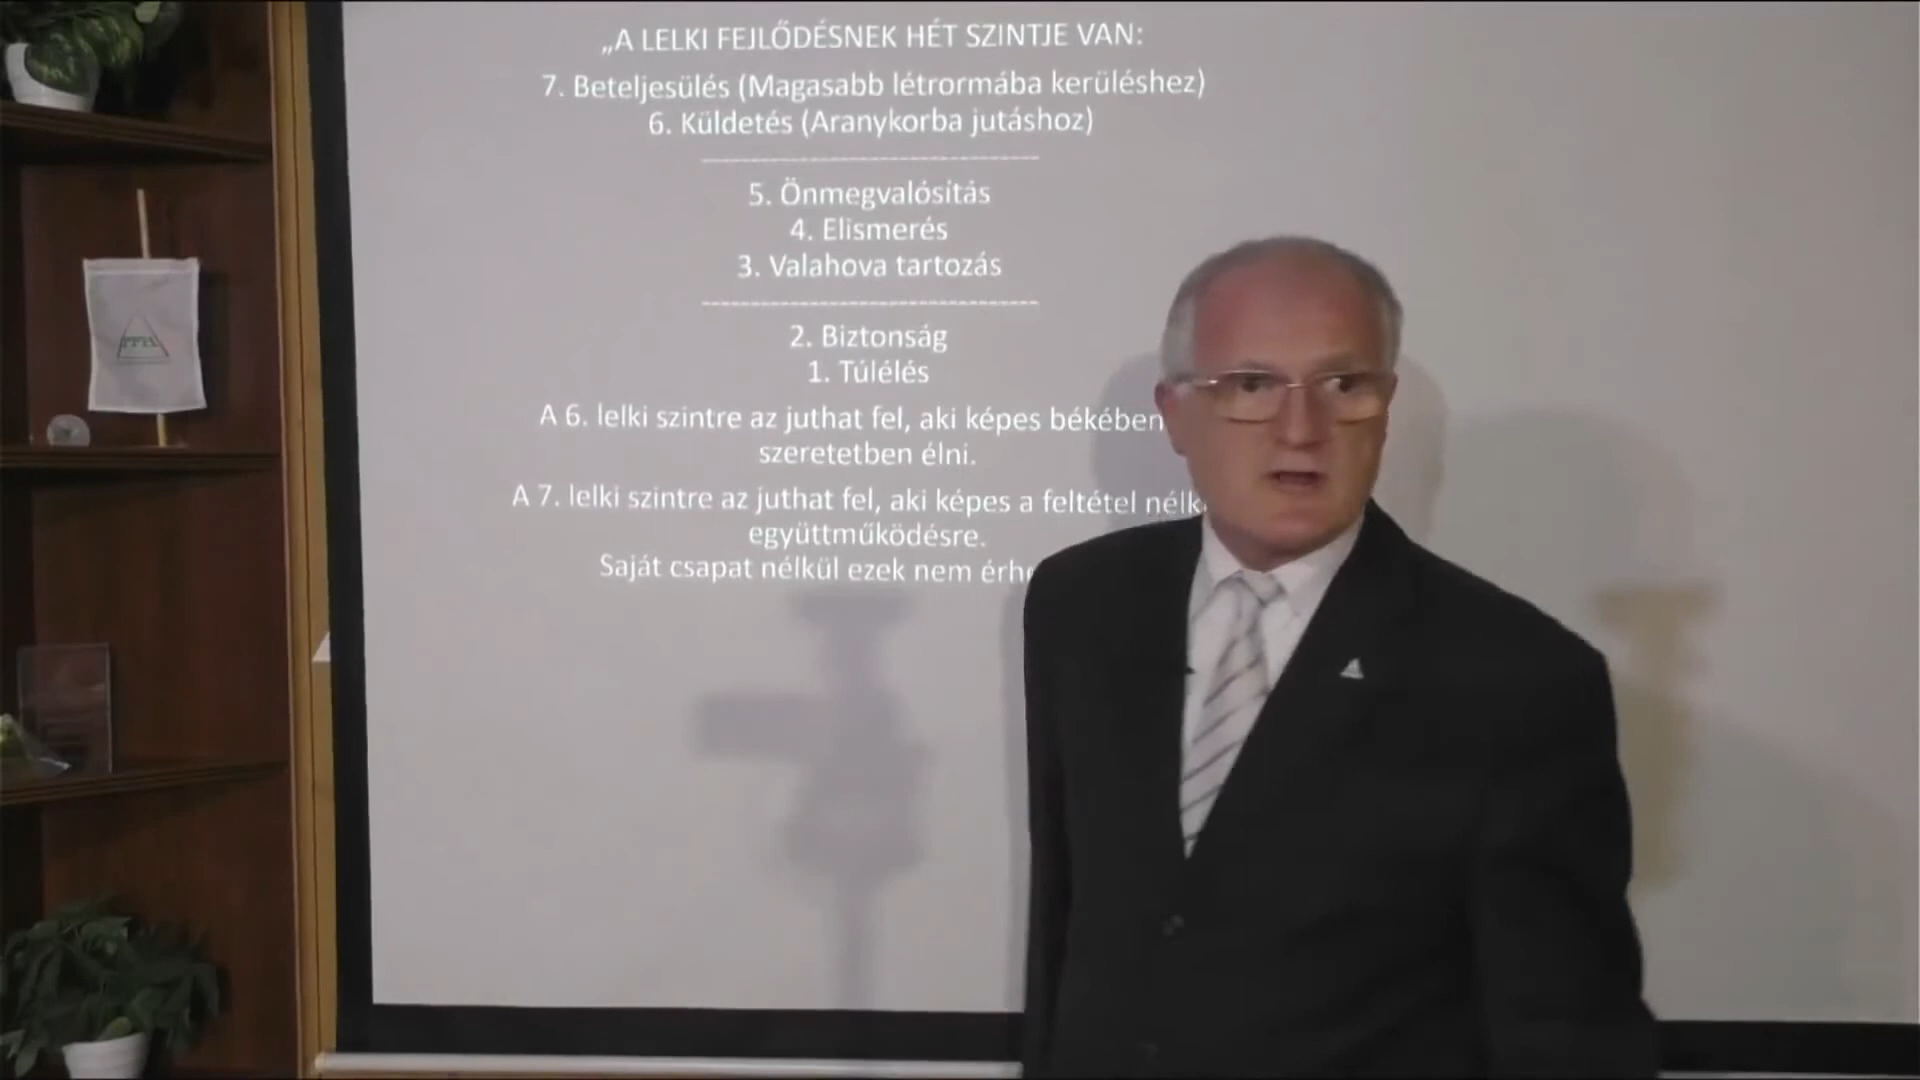 „A LELKI FEJLŐDÉSNEK HÉT SZINTJE VAN:
7. Beteljesülés (Magasabb létrormába kerüléshez)
6. Küldetés (Aranykorba jutáshoz)
5. Önmegvalósítás
4. Elismerés
3. Valahova tartozás
2. Biztonság
1. Túlélés
A 6. lelki szintre az juthat fel, aki képes békében
szeretetben élni.
A 7. lelki szintre az juthat fel, aki képes a feltétel
együttműködésre.
Saját csapat nélkül ezek nem